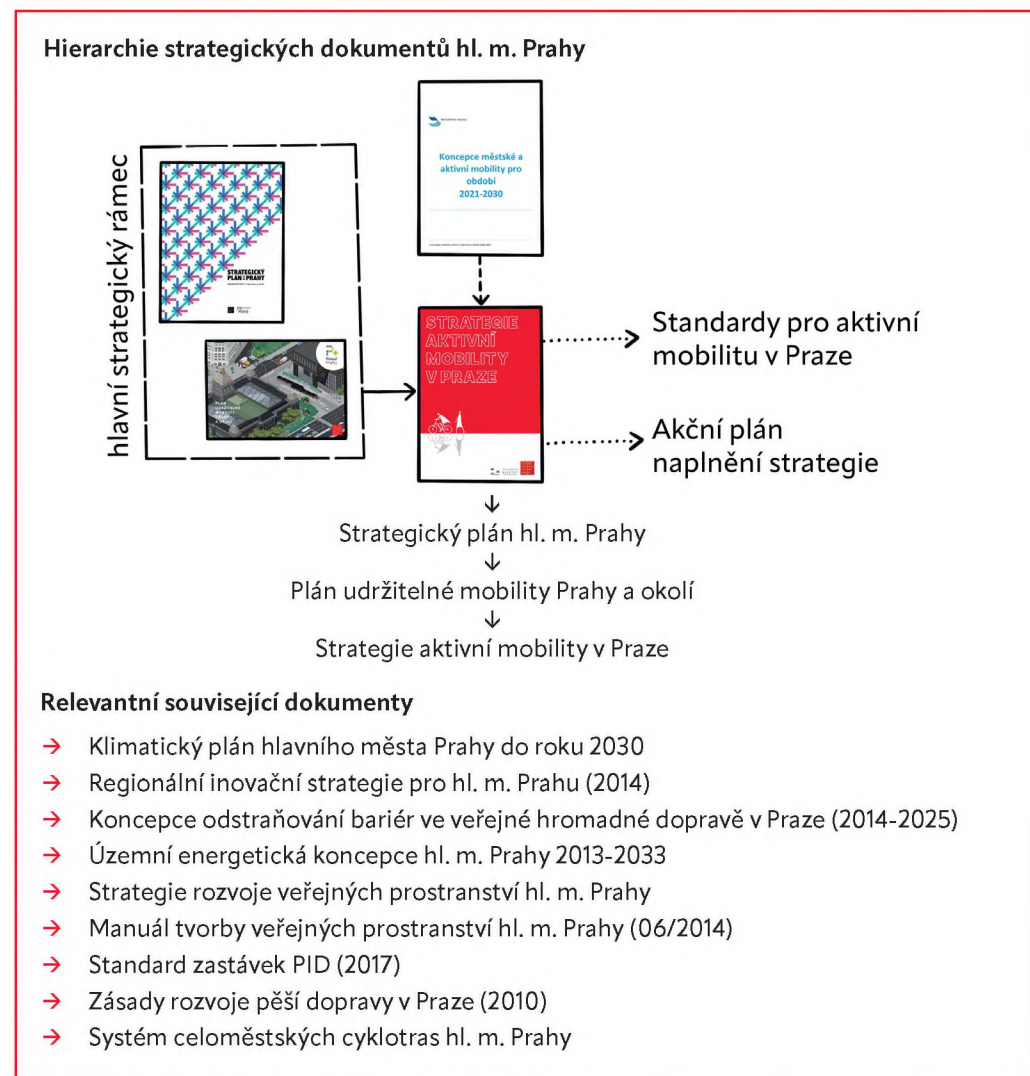 Hierarchie strategických dokumentů hl. m. Prahy
hlavní strategický rámec
STRATEGICKÝ
PLÁN PRAHY
Koncepce městské a
aktivní mobility pro
období
2021-2030
STRATEGIE
AKTIVNÍ
MOBILITY
V PRAZE
Standardy pro aktivní
mobilitu v Praze
Akční plán
naplnění strategie
↓
Strategický plán hl. m. Prahy
↓
Plán udržitelné mobility Prahy a okolí
↓
Strategie aktivní mobility v Praze
Relevantní související dokumenty
→ Klimatický plán hlavního města Prahy do roku 2030
→ Regionální inovační strategie pro hl. m. Prahu (2014)
→ Koncepce odstraňování bariér ve veřejné hromadné dopravě v Praze (2014-2025)
→ Územní energetická koncepce hl. m. Prahy 2013-2033
→ Strategie rozvoje veřejných prostranství hl. m. Prahy
→ Manuál tvorby veřejných prostranství hl. m. Prahy (06/2014)
→ Standard zastávek PID (2017)
→ Zásady rozvoje pěší dopravy v Praze (2010)
→ Systém celoměstských cyklotras hl. m. Prahy